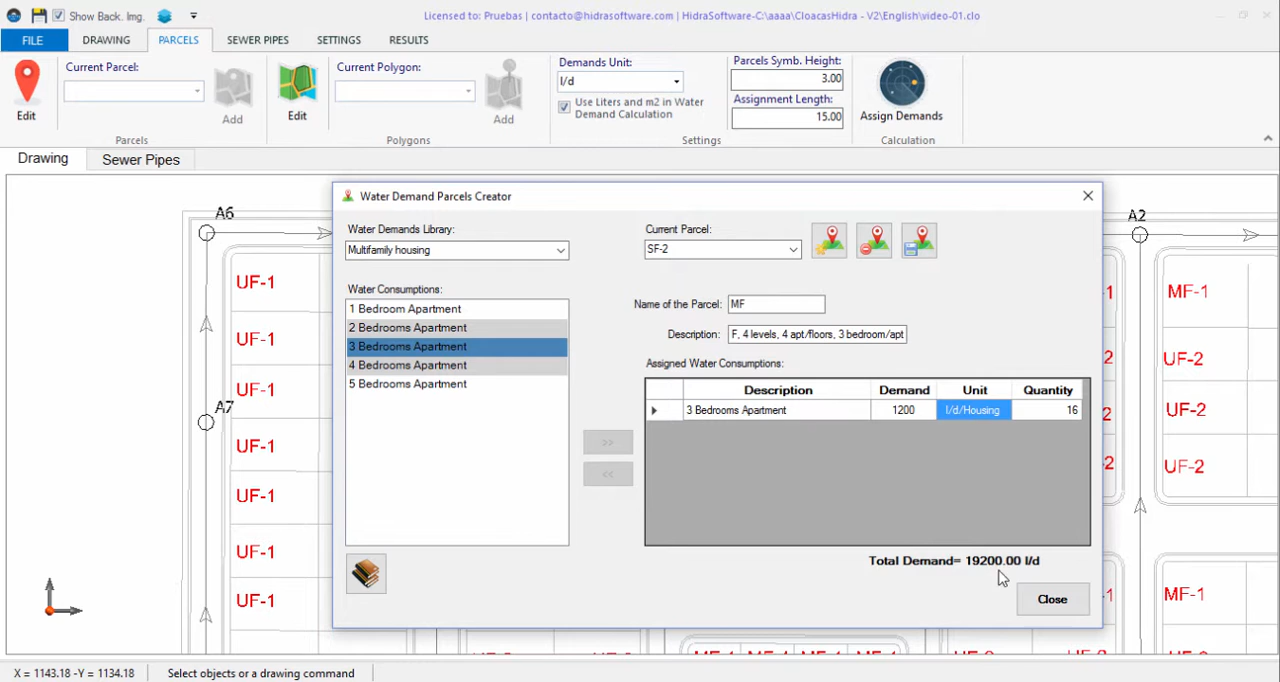 Show Back. Img.
Licensed to: Pruebas | contacto@hidrasoftware.com | HidraSoftware-C:\aaaa\CloacasHidra - V2\English\video-01.clo
FILE DRAWING PARCELS SEWER PIPES SETTINGS RESULTS
Current Parcel:
Edit
Add
Parcels
Current Polygon:
Edit
Add
Polygons
Demands Unit:
l/d
Use Liters and m2 in Water
Demand Calculation
Parcels Symb. Height:
3.00
Assignment Length:
15.00
Settings
Assign Demands
Calculation
Drawing Sewer Pipes
A6
A7
UF-1
UF-1
UF-1
UF-1
UF-1
UF-1
UF-1
Water Demand Parcels Creator
Water Demands Library:
Multifamily housing
Water Consumptions:
1 Bedroom Apartment
2 Bedrooms Apartment
3 Bedrooms Apartment
4 Bedrooms Apartment
5 Bedrooms Apartment
>>
<<
Current Parcel:
SF-2
Name of the Parcel: MF
Description: F, 4 levels, 4 apt/floors, 3 bedroom/apt
Assigned Water Consumptions:
Description Demand Unit Quantity
3 Bedrooms Apartment 1200 l/d/Housing 16
Total Demand= 19200.00 l/d
Close
A2
MF-1
UF-2
UF-2
UF-2
MF-1
X = 1143.18 -Y = 1134.18 Select objects or a drawing command